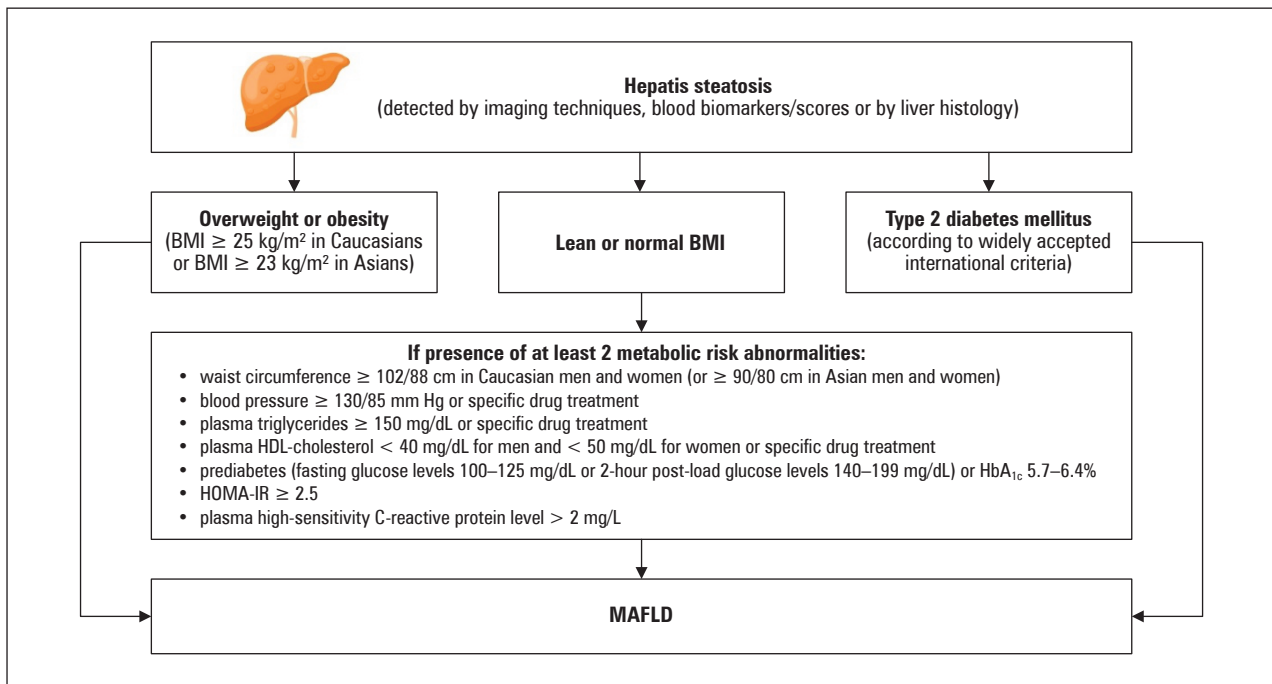 Hepatis steatosis
(detected by imaging techniques, blood biomarkers/scores or by liver histology)
Overweight or obesity
(BMI ≥ 25 kg/m² in Caucasians
or BMI ≥ 23 kg/m² in Asians)
Lean or normal BMI
Type 2 diabetes mellitus
(according to widely accepted
international criteria)
If presence of at least 2 metabolic risk abnormalities:
• waist circumference ≥ 102/88 cm in Caucasian men and women (or ≥ 90/80 cm in Asian men and women)
• blood pressure ≥ 130/85 mm Hg or specific drug treatment
• plasma triglycerides ≥ 150 mg/dL or specific drug treatment
• plasma HDL-cholesterol < 40 mg/dL for men and < 50 mg/dL for women or specific drug treatment
• prediabetes (fasting glucose levels 100–125 mg/dL or 2-hour post-load glucose levels 140–199 mg/dL) or HbA₁c 5.7–6.4%
• HOMA-IR ≥ 2.5
• plasma high-sensitivity C-reactive protein level > 2 mg/L
MAFLD